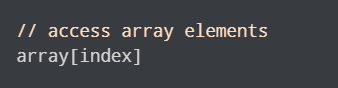 // access array elements
array[index]